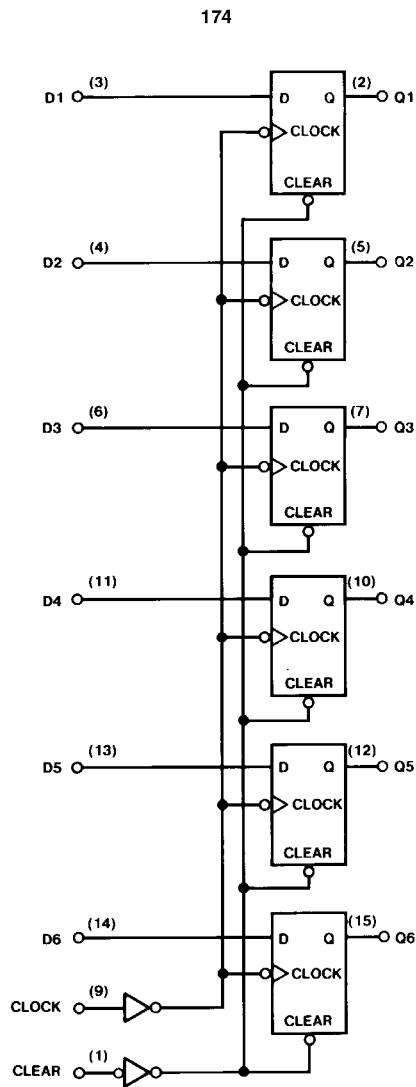 174
D1 (3) D Q (2) Q1
CLOCK
CLEAR
D2 (4) D Q (5) Q2
CLOCK
CLEAR
D3 (6) D Q (7) Q3
CLOCK
CLEAR
D4 (11) D Q (10) Q4
CLOCK
CLEAR
D5 (13) D Q (12) Q5
CLOCK
CLEAR
D6 (14) D Q (15) Q6
CLOCK
CLOCK (9)
CLEAR
CLEAR (1)